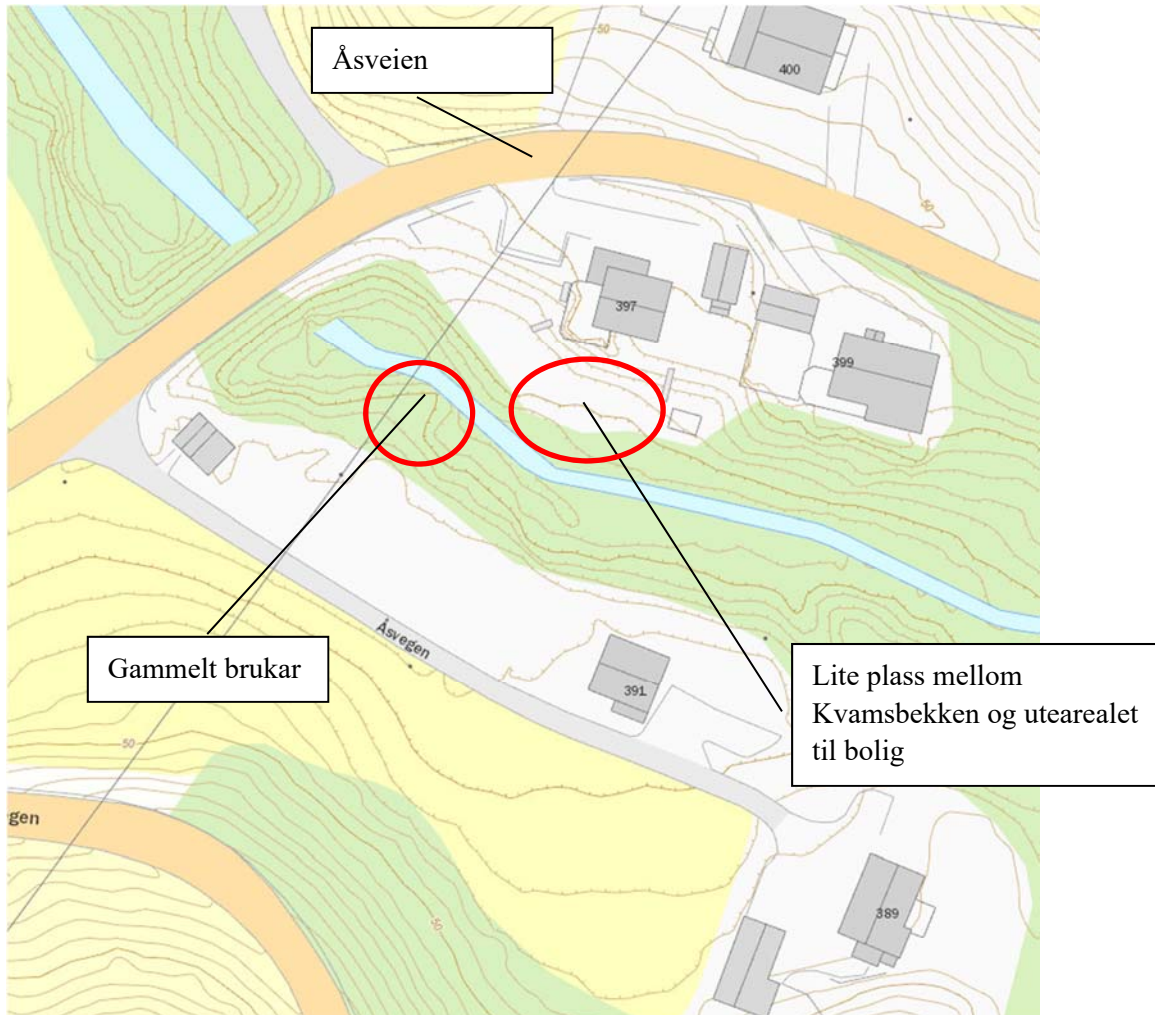 Åsveien
50
400
50
397
399
Åsvegen
391
Gammelt brukar
Lite plass mellom
Kvamsbekken og utearealet
til bolig
50
gen
389
50